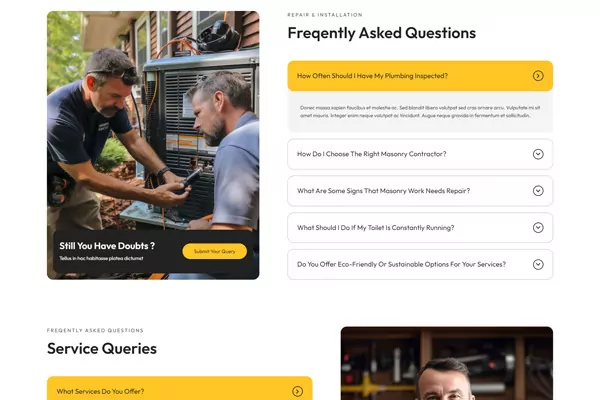 REPAIR & INSTALLATION
Freqently Asked Questions
How Often Should I Have My Plumbing Inspected?
Donec massa sapien faucibus et molestie ac. Sed blandit libero volutpat sed cras ornare arcu. Vulputate mi sit
amet mauris. Integer enim neque volutpat ac tincidunt. Augue neque gravida in fermentum et sollicitudin.
How Do I Choose The Right Masonry Contractor?
What Are Some Signs That Masonry Work Needs Repair?
What Should I Do If My Toilet Is Constantly Running?
Do You Offer Eco-Friendly Or Sustainable Options For Your Services?
Still You Have Doubts ?
Tellus in hac habitasse platea dictumst
Submit Your Query
FREQENTLY ASKED QUESTIONS
Service Queries
What Services Do You Offer?